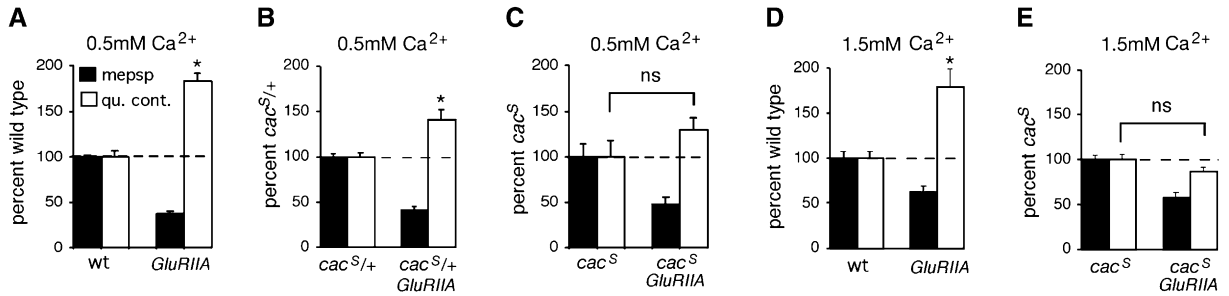 A
0.5mM Ca2+
percent wild type
200
150
100
50
0
mepsp
qu. cont.
*
wt
GluRIIA
B
0.5mM Ca2+
percent cacS/+
200
150
100
50
0
*
cacS/+
cacS/+
GluRIIA
C
0.5mM Ca2+
percent cacS
200
150
100
50
0
ns
cacS
cacS
GluRIIA
D
1.5mM Ca2+
percent wild type
200
150
100
50
0
*
wt
GluRIIA
E
1.5mM Ca2+
percent cacS
200
150
100
50
0
ns
cacS
cacS
GluRIIA